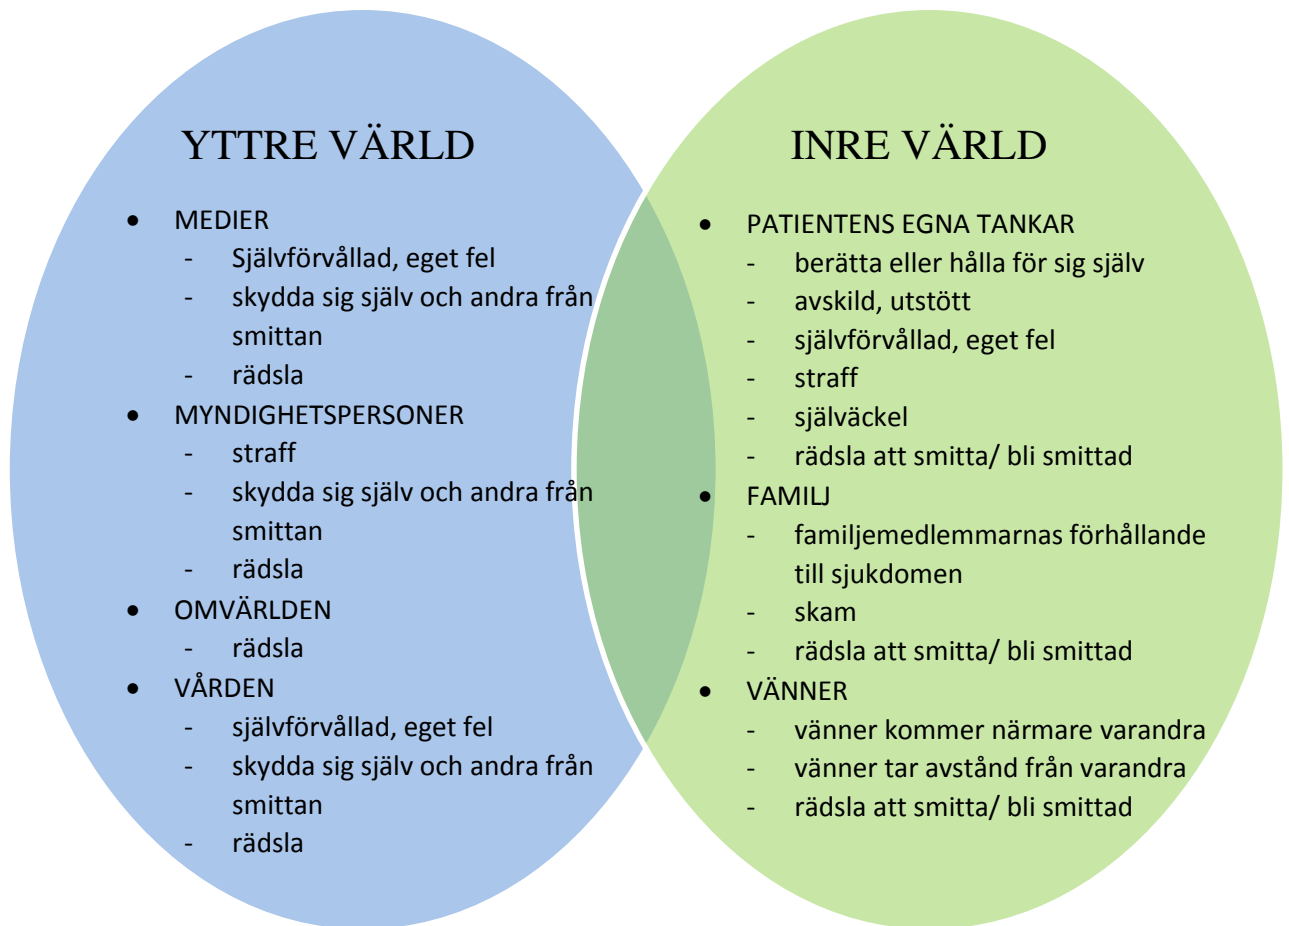 YTTRE VÄRLD
• MEDIER
- Självförvållad, eget fel
- skydda sig själv och andra från
smittan
- rädsla
• MYNDIGHETSPERSONER
- straff
- skydda sig själv och andra från
smittan
- rädsla
• OMVÄRLDEN
- rädsla
• VÅRDEN
- självförvållad, eget fel
- skydda sig själv och andra från
smittan
- rädsla
INRE VÄRLD
• PATIENTENS EGNA TANKAR
- berätta eller hålla för sig själv
- avskild, utstött
- självförvållad, eget fel
- straff
- själväckel
- rädsla att smitta/ bli smittad
• FAMILJ
- familjemedlemmarnas förhållande
till sjukdomen
- skam
- rädsla att smitta/ bli smittad
• VÄNNER
- vänner kommer närmare varandra
- vänner tar avstånd från varandra
- rädsla att smitta/ bli smittad